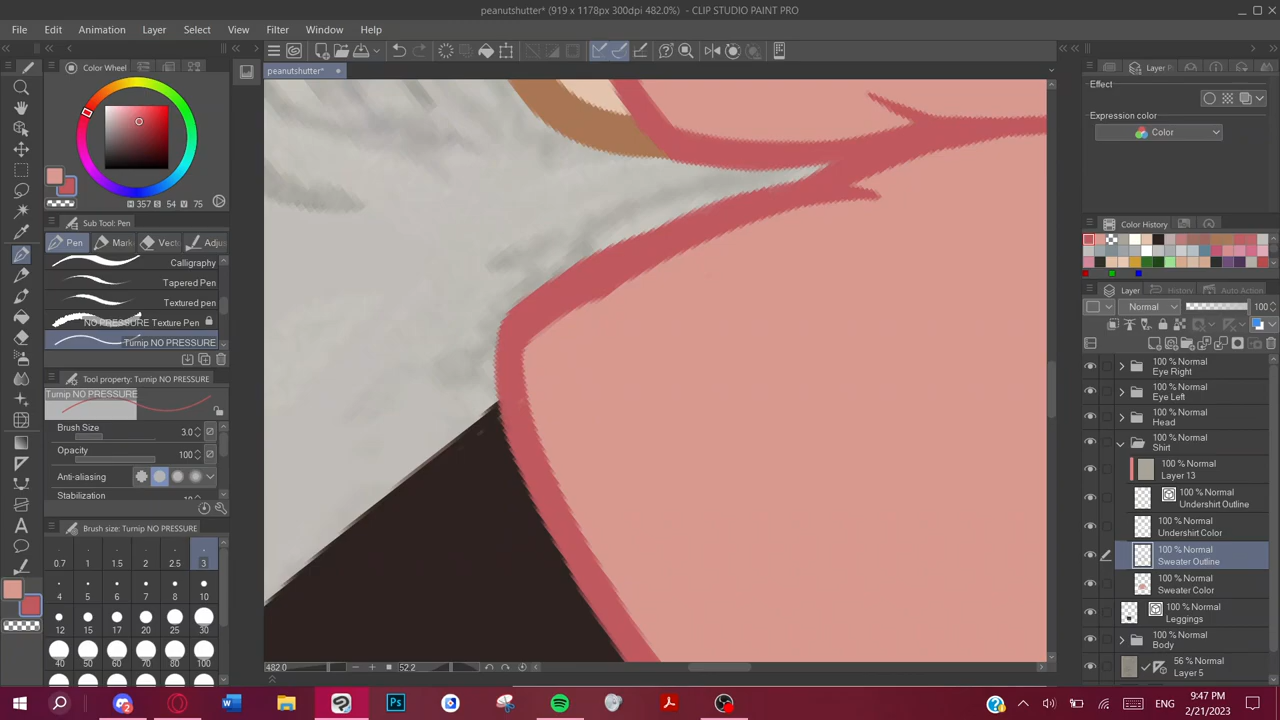 peanutshutter* (919 x 1178px 300dpi 482.0%) - CLIP STUDIO PAINT PRO
File Edit Animation Layer Select View Filter Window Help
Color Wheel
peanutshutter*
Layer P
Effect
Expression color
Color
H 357 S 54 V 75
Sub Tool: Pen
Pen Mark Vect Adjus
Calligraphy
Tapered Pen
Textured pen
NO PRESSURE Texture Pen
Turnip NO PRESSURE
Tool property: Turnip NO PRESSURE
Turnip NO PRESSURE
Brush Size 3.0
Opacity 100
Anti-aliasing
Stabilization
Brush size: Turnip NO PRESSURE
0.7 1 1.5 2 2.5 3
4 5 6 7 8 10
12 15 17 20 25 30
40 50 60 70 80 100
Color History
Layer History Auto Action
Normal 100
100 % Normal
Eye Right
100 % Normal
Eye Left
100 % Normal
Head
100 % Normal
Shirt
100 % Normal
Layer 13
100 % Normal
Undershirt Outline
100 % Normal
Undershirt Color
100 % Normal
Sweater Outline
100 % Normal
Sweater Color
100 % Normal
Leggings
100 % Normal
Body
56 % Normal
Layer 5
482.0 52.2
9:47 PM
2/21/2023